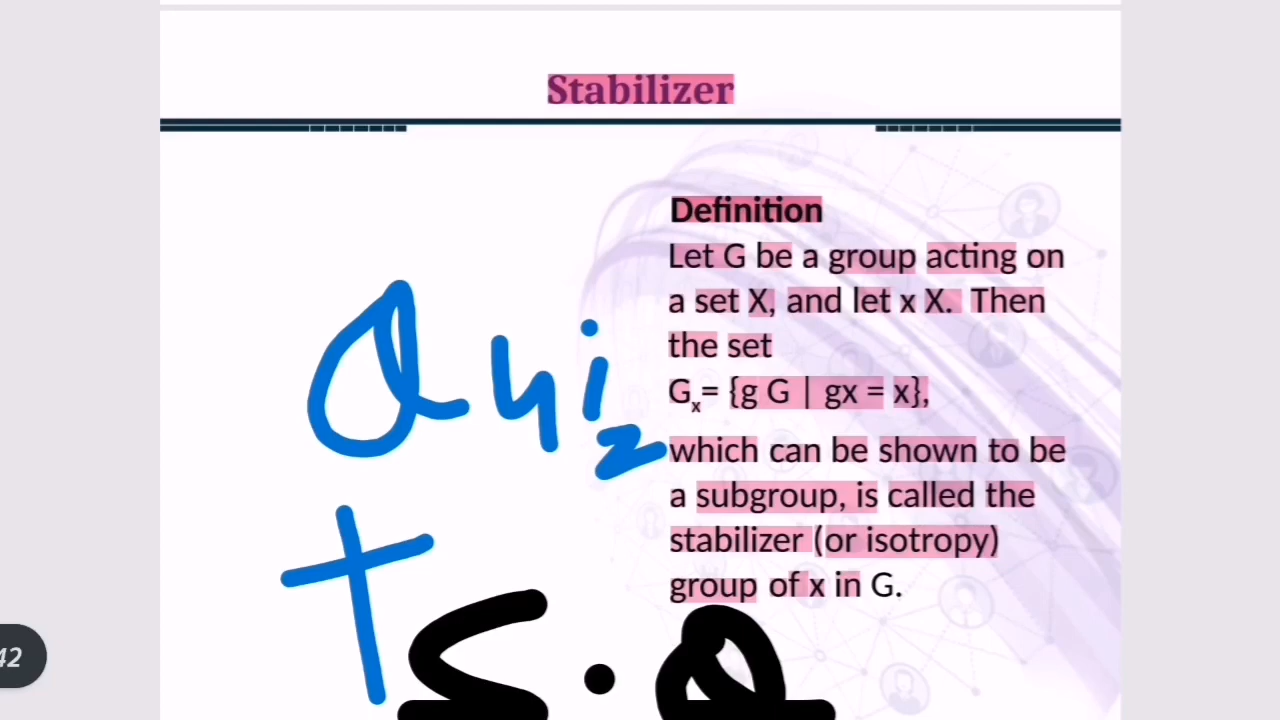 Stabilizer
Definition
Let G be a group acting on
a set X, and let x X. Then
the set
Gₓ= {g G | gx = x},
which can be shown to be
a subgroup, is called the
stabilizer (or isotropy)
group of x in G.
Quiz
+
S.Q
42